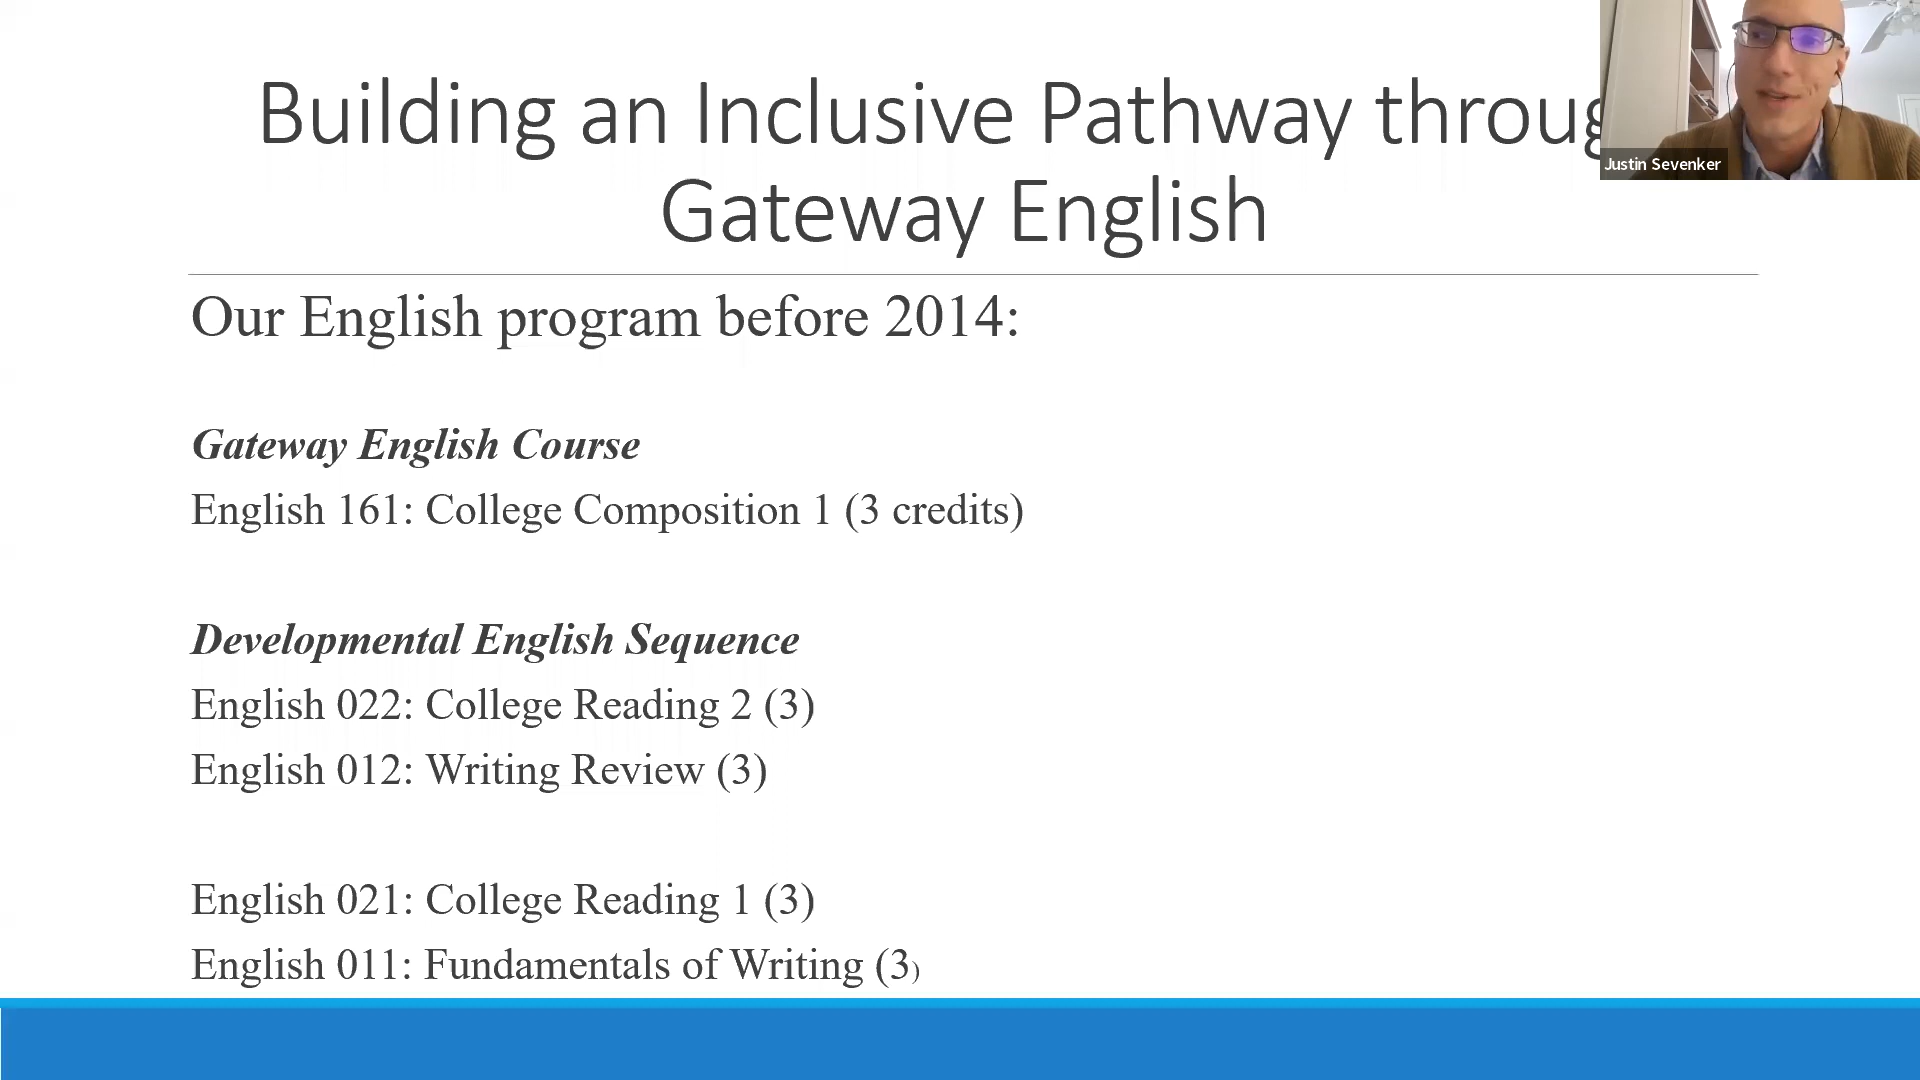 Building an Inclusive Pathway throug
Gateway English
Justin Sevenker
Our English program before 2014:
Gateway English Course
English 161: College Composition 1 (3 credits)
Developmental English Sequence
English 022: College Reading 2 (3)
English 012: Writing Review (3)
English 021: College Reading 1 (3)
English 011: Fundamentals of Writing (3)